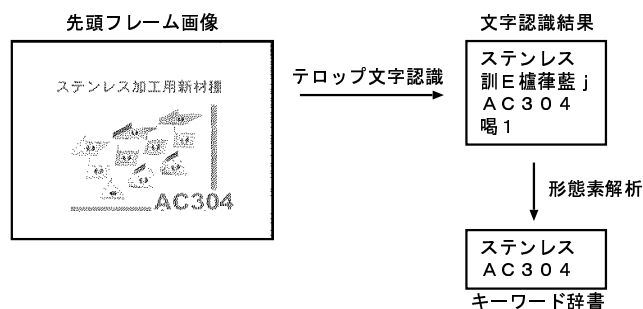 先頭フレーム画像
ステンレス加工用新材種
AC304
テロップ文字認識
文字認識結果
ステンレス
訓E櫨葎藍j
AC304
喝1
形態素解析
ステンレス
AC304
キーワード辞書